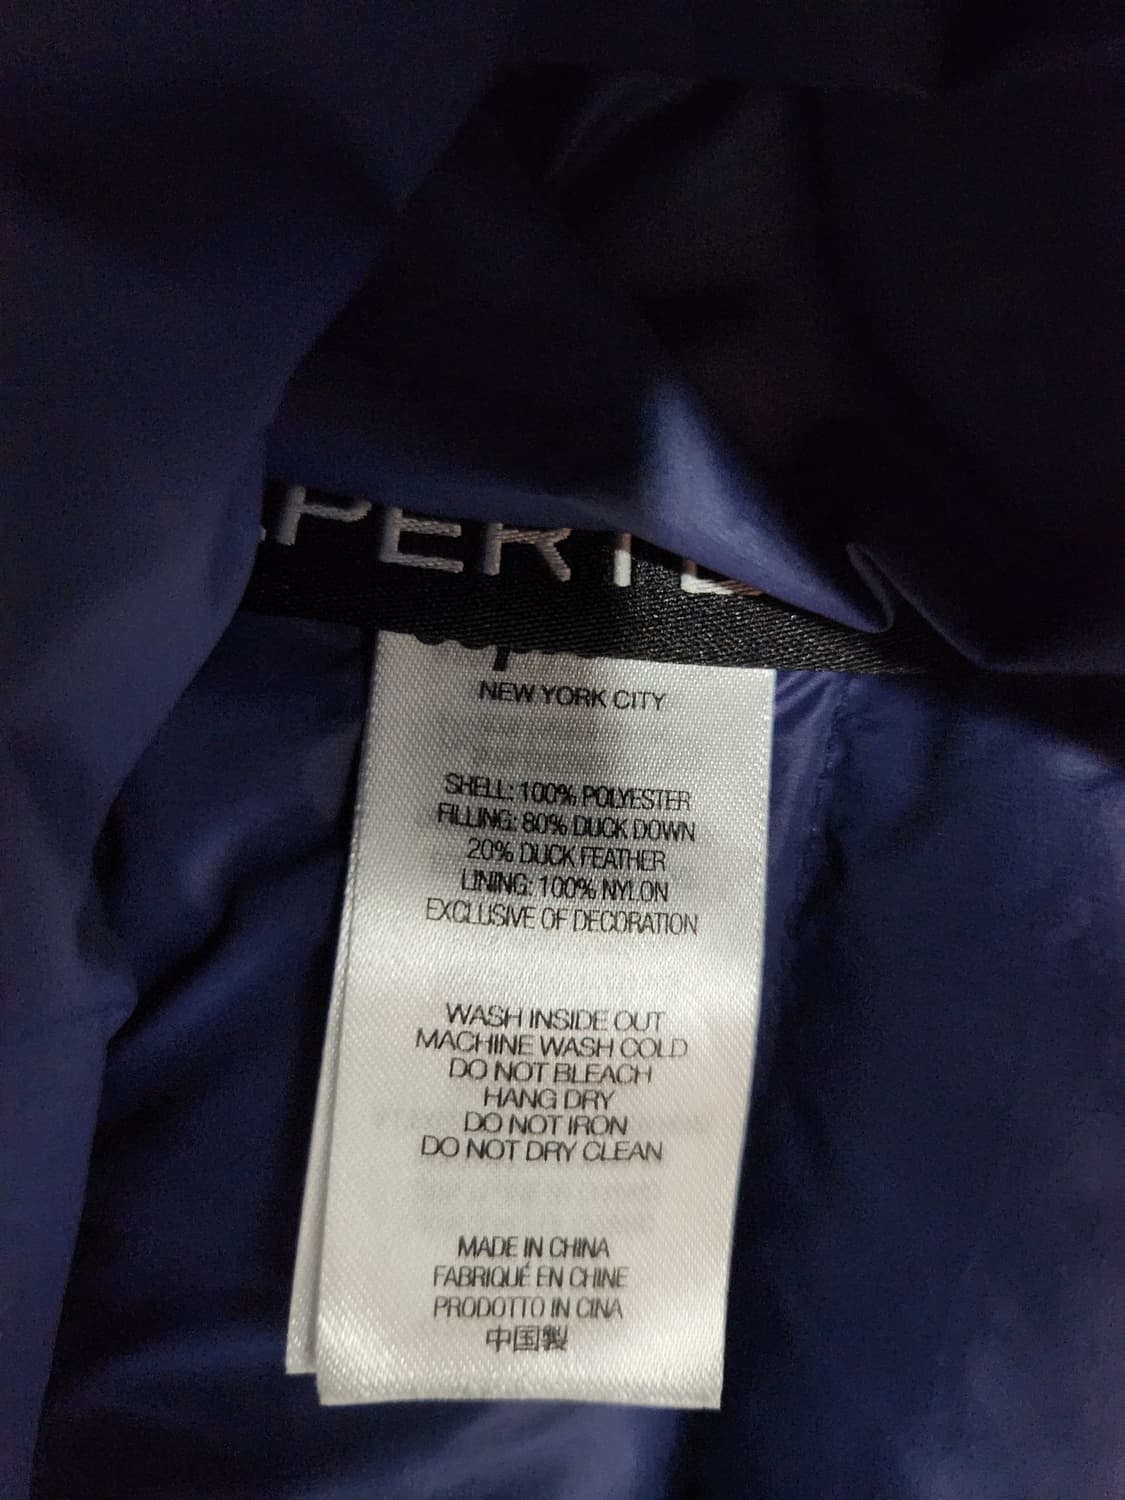 PERT
NEW YORK CITY
SHELL: 100% POLYESTER
FILLING: 80% DUCK DOWN
20% DUCK FEATHER
LINING: 100% NYLON
EXCLUSIVE OF DECORATION
WASH INSIDE OUT
MACHINE WASH COLD
DO NOT BLEACH
HANG DRY
DO NOT IRON
DO NOT DRY CLEAN
MADE IN CHINA
FABRIQUÉ EN CHINE
PRODOTTO IN CINA
中国製